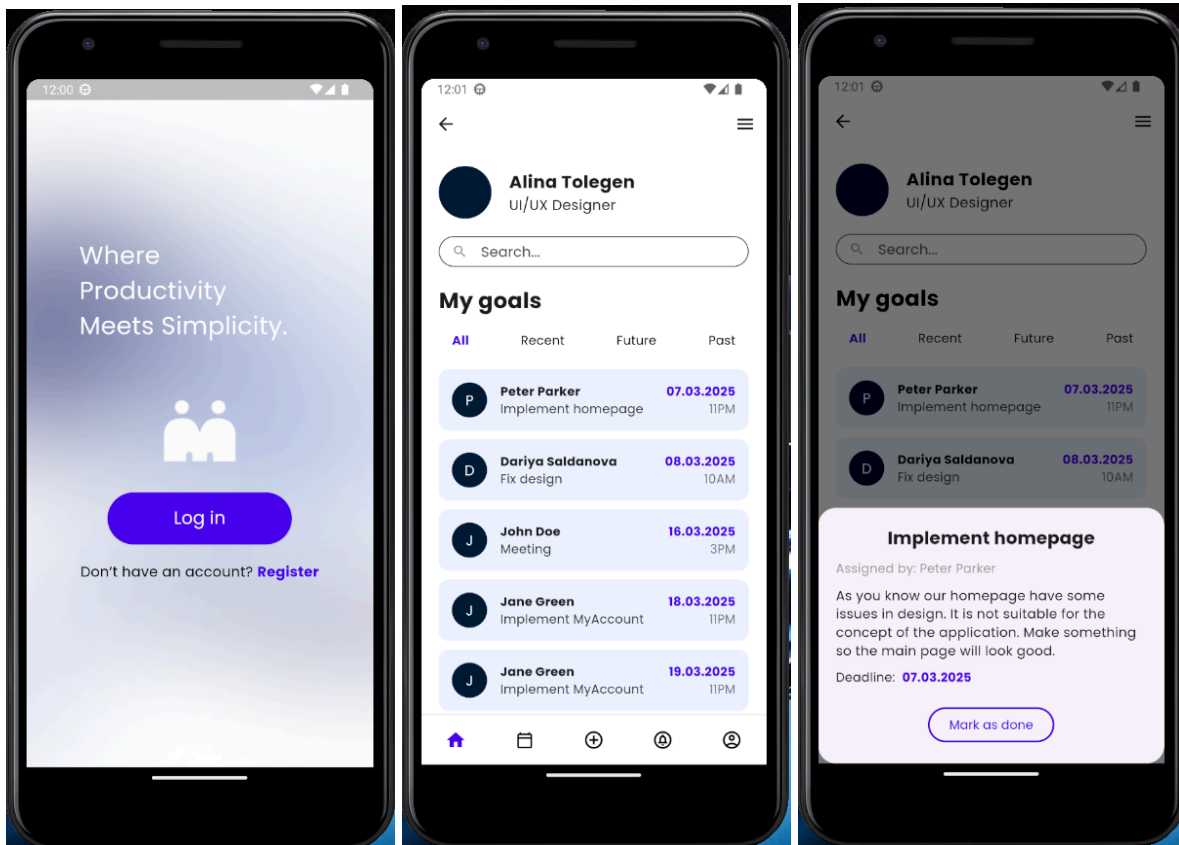 12:00
Where
Productivity
Meets Simplicity.
Log in
Don't have an account? Register
12:01
Alina Tolegen
UI/UX Designer
Search...
My goals
All Recent Future Past
P Peter Parker 07.03.2025
Implement homepage 11PM
D Dariya Saldanova 08.03.2025
Fix design 10AM
J John Doe 16.03.2025
Meeting 3PM
J Jane Green 18.03.2025
Implement MyAccount 11PM
J Jane Green 19.03.2025
Implement MyAccount 11PM
12:01
Alina Tolegen
UI/UX Designer
Search...
My goals
All Recent Future Past
P Peter Parker 07.03.2025
Implement homepage 11PM
D Dariya Saldanova 08.03.2025
Fix design 10AM
Implement homepage
Assigned by: Peter Parker
As you know our homepage have some
issues in design. It is not suitable for the
concept of the application. Make something
so the main page will look good.
Deadline: 07.03.2025
Mark as done